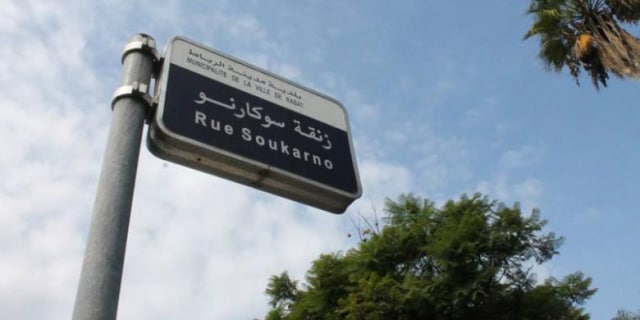 بلدية مدينة الرباط
MUNICIPALITE DE LA VILLE DE RABAT
زنقة سوكارنو
Rue Soukarno